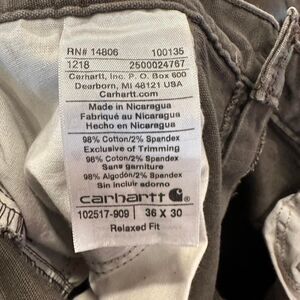 RN# 14806 100135
1218 2500024767
Carhartt, Inc. P. O. Box 600
Dearborn, MI 48121 USA
Carhartt.com
Made in Nicaragua
Fabriqué au Nicaragua
Hecho en Nicaragua
98% Cotton/2% Spandex
Exclusive of Trimming
98% Coton/2% Spandex
Sans garniture
98% Algodón/2% Spandex
Sin incluir adorno
carhartt
102517-909 36 X 30
Relaxed Fit